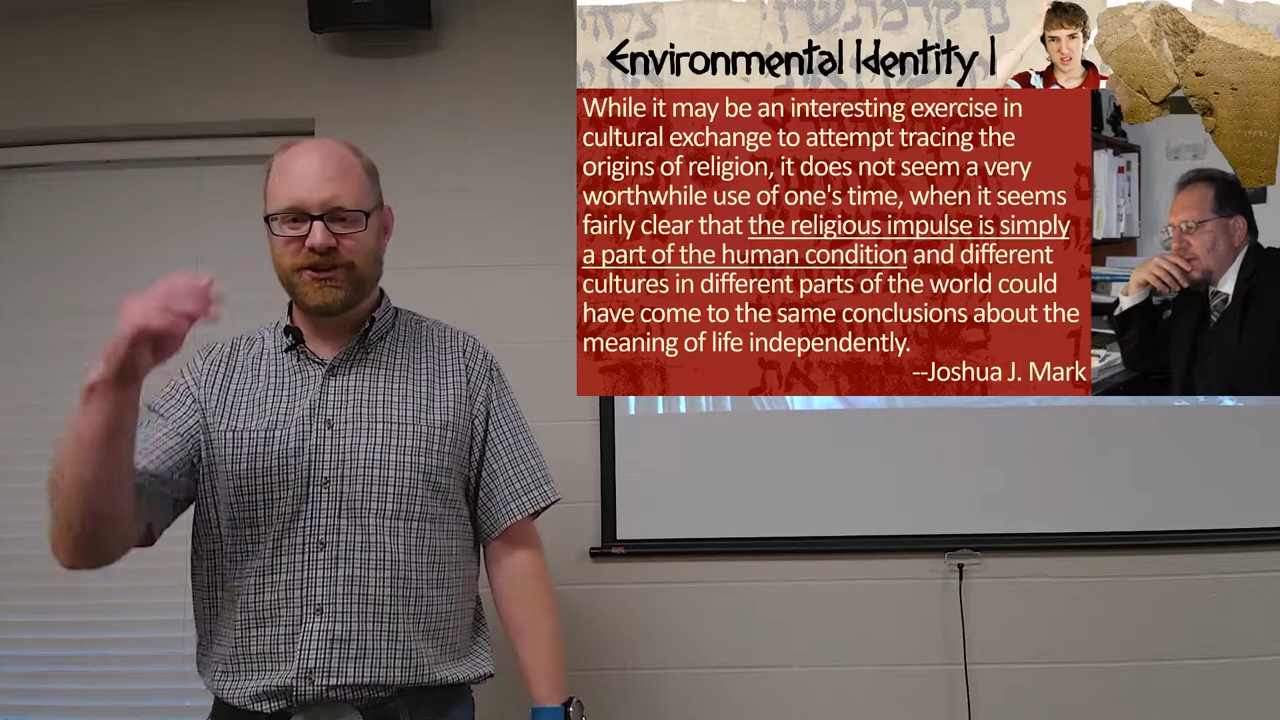 Environmental Identity I
While it may be an interesting exercise in
cultural exchange to attempt tracing the
origins of religion, it does not seem a very
worthwhile use of one's time, when it seems
fairly clear that the religious impulse is simply
a part of the human condition and different
cultures in different parts of the world could
have come to the same conclusions about the
meaning of life independently.
--Joshua J. Mark